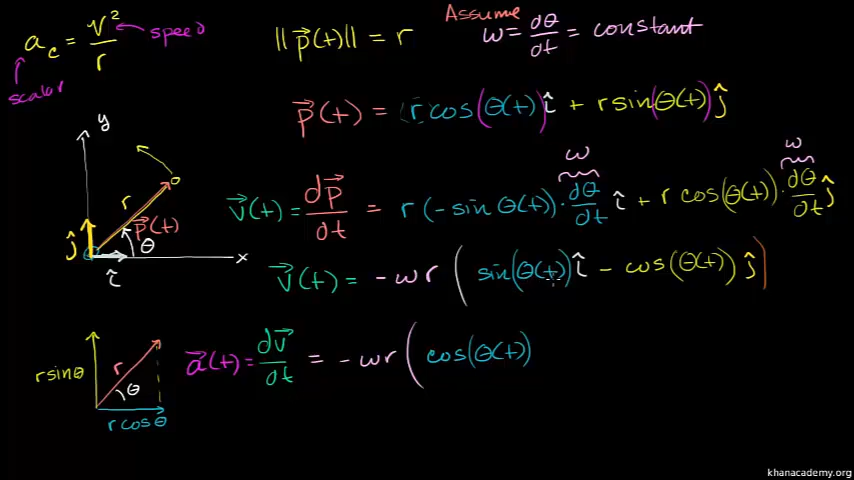 a_c = v²/r ← speed
scalar
||p⃗(t)|| = r
Assume
ω = dθ/dt = constant
p⃗(t) = r cos(θ(t)) î + r sin(θ(t)) ĵ
y
r
p⃗(t)
θ
ĵ
î
x
ω ω
v⃗(t) = dp⃗/dt = r (-sin θ(t)) · dθ/dt î + r cos(θ(t)) · dθ/dt ĵ
v⃗(t) = -ωr ( sin(θ(t)) î - cos(θ(t)) ĵ )
r sinθ
r
θ
r cosθ
a⃗(t) = dv⃗/dt = -ωr ( cos(θ(t))
khanacademy.org